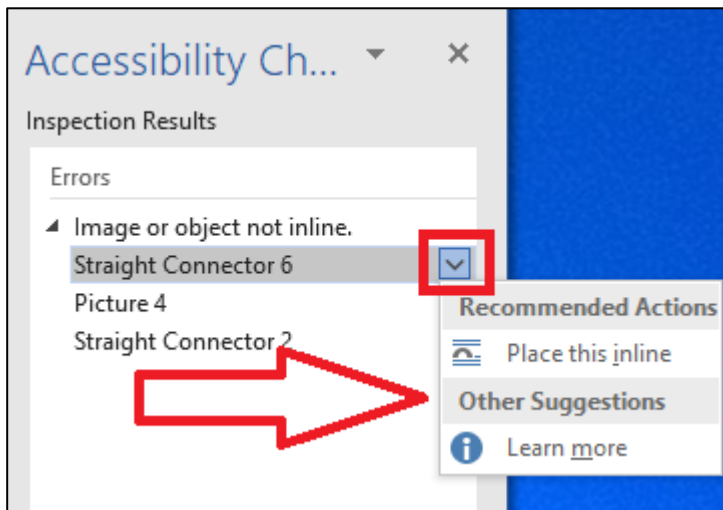 Accessibility Ch...
Inspection Results
Errors
Image or object not inline.
Straight Connector 6
Picture 4
Straight Connector 2
Recommended Actions
Place this inline
Other Suggestions
Learn more